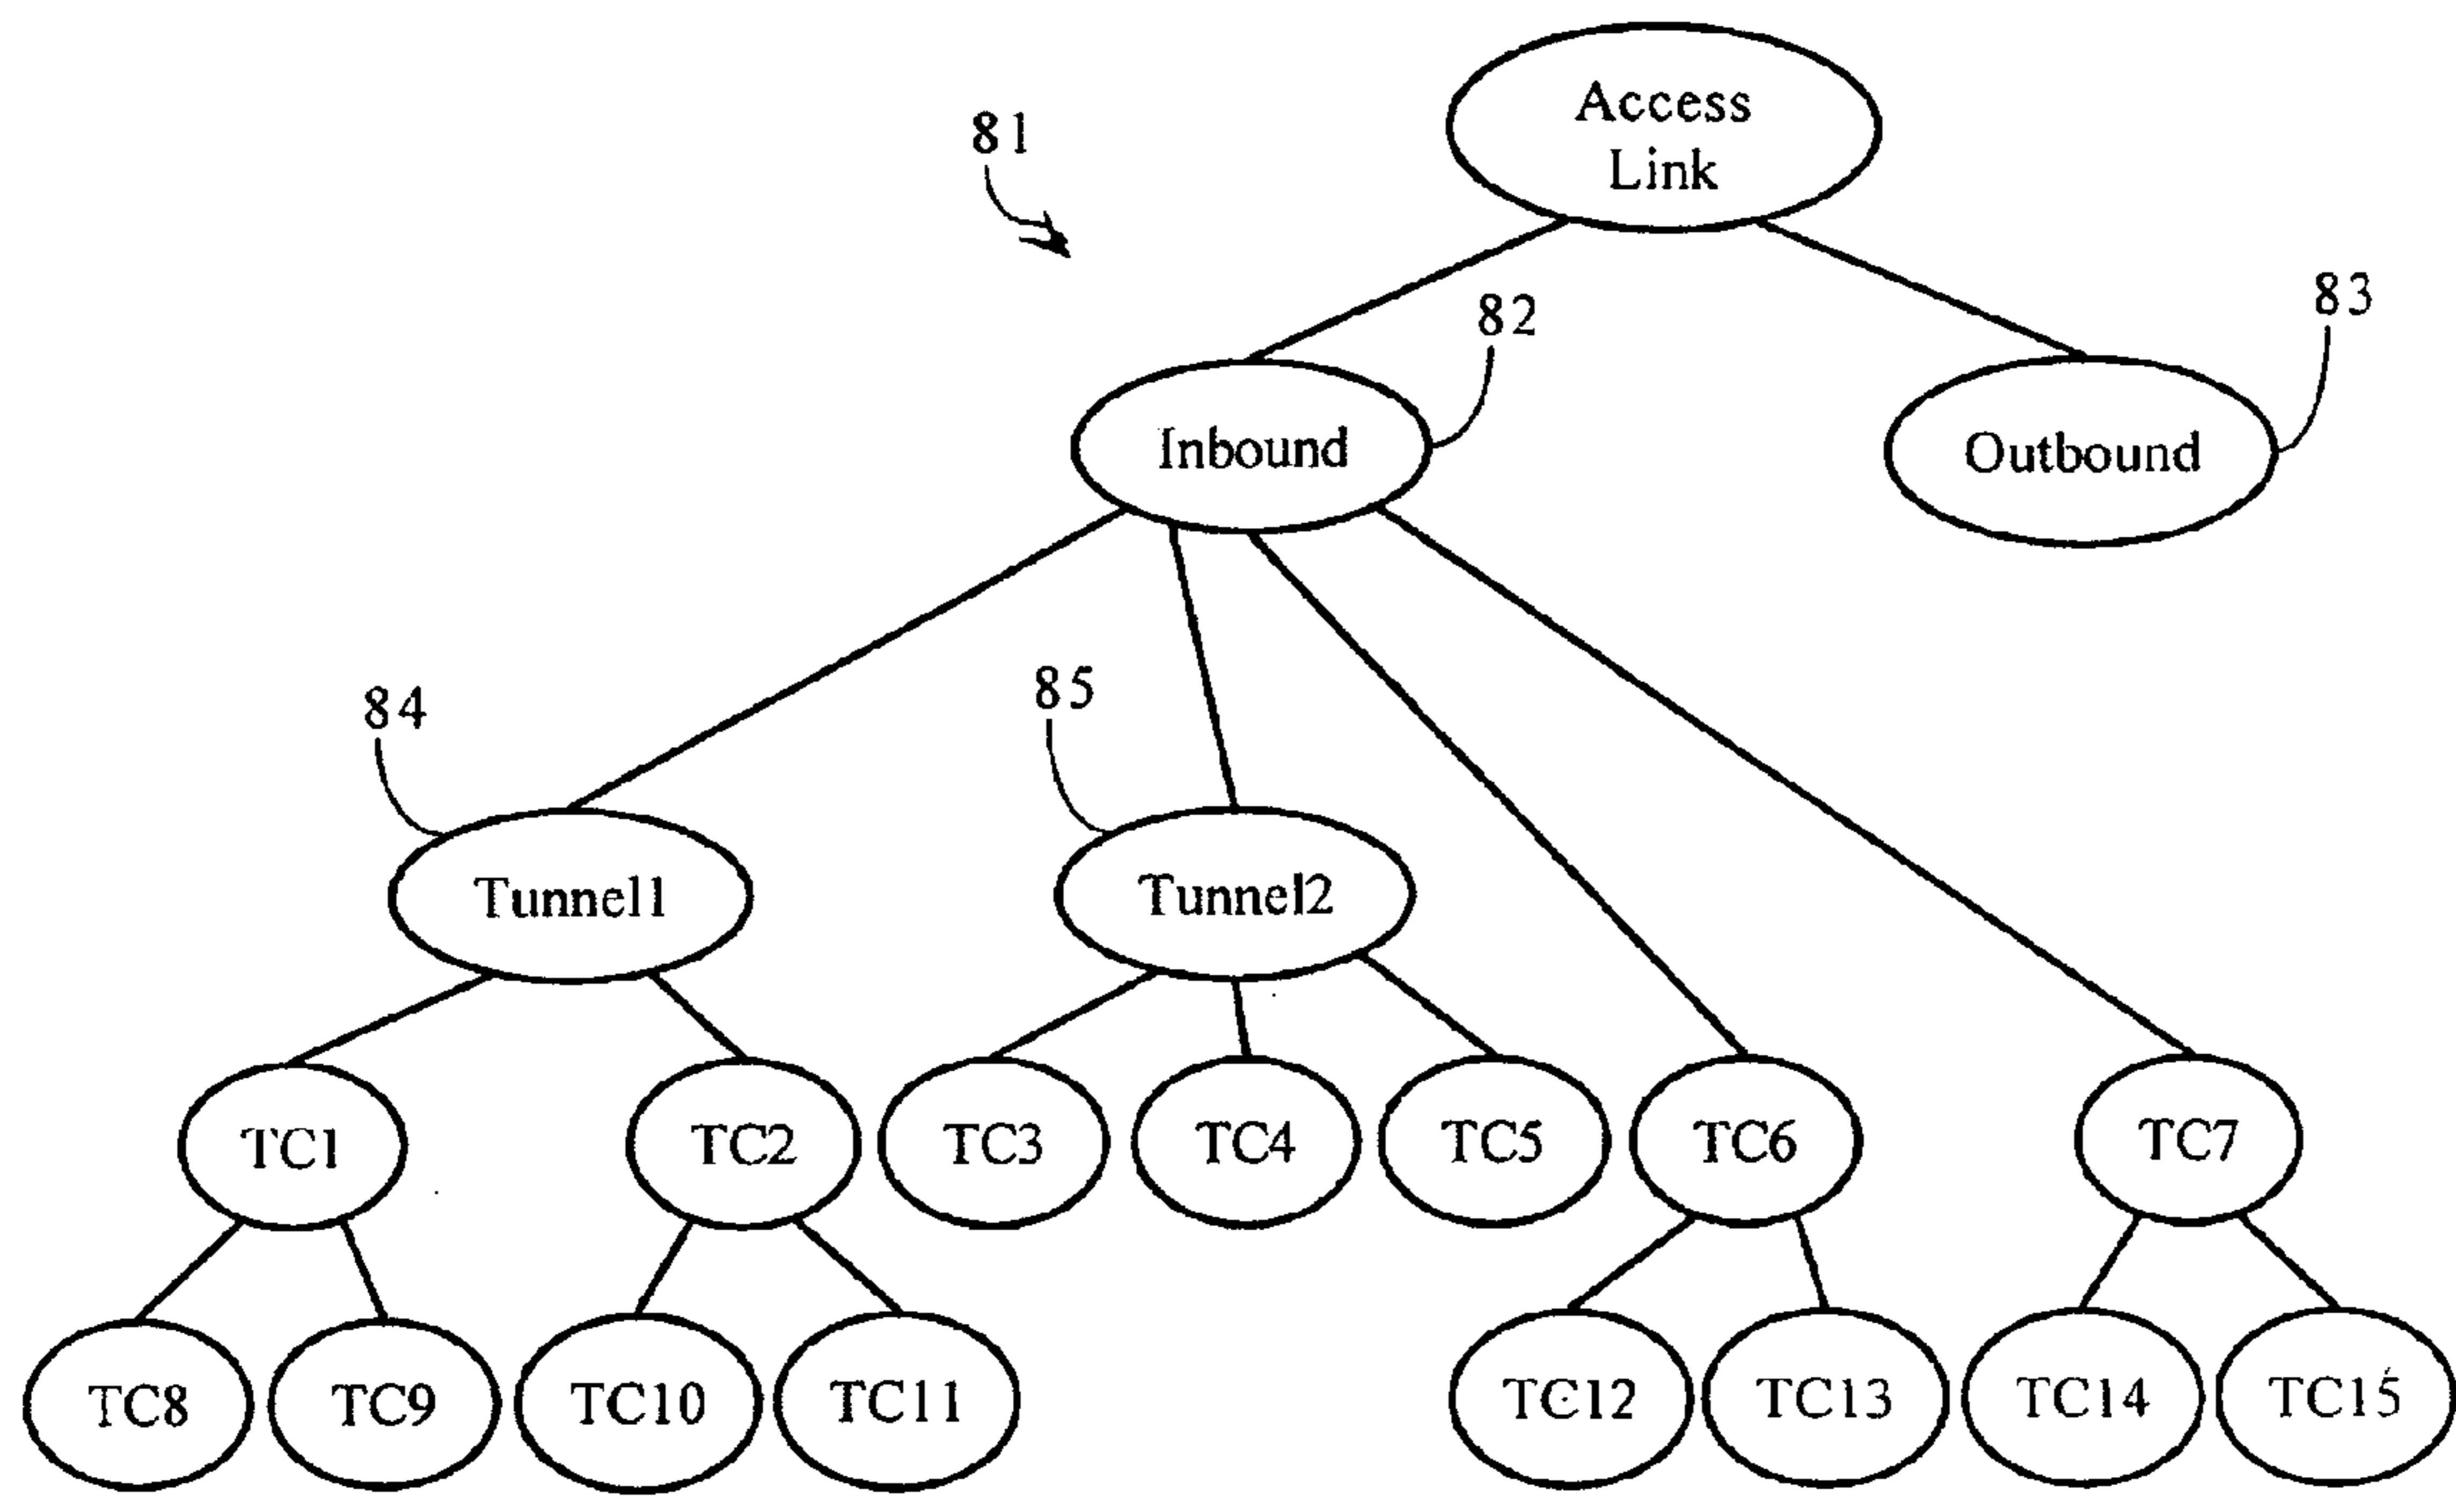 Access
Link
81
82
83
Inbound
Outbound
84
85
Tunnel1
Tunnel2
TC1
TC2
TC3
TC4
TC5
TC6
TC7
TC8
TC9
TC10
TC11
TC12
TC13
TC14
TC15